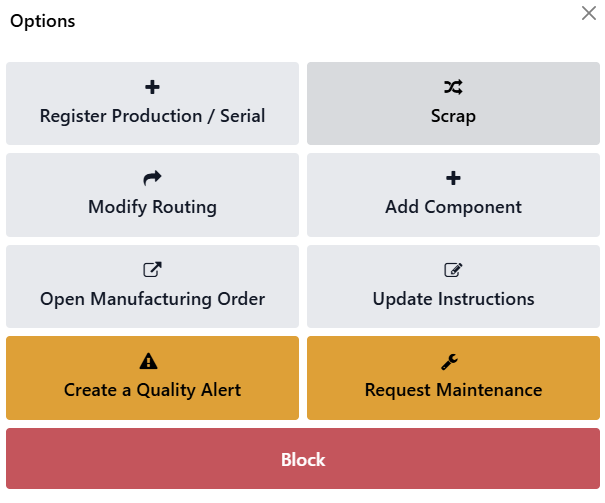 Options
Register Production / Serial
Scrap
Modify Routing
Add Component
Open Manufacturing Order
Update Instructions
Create a Quality Alert
Request Maintenance
Block